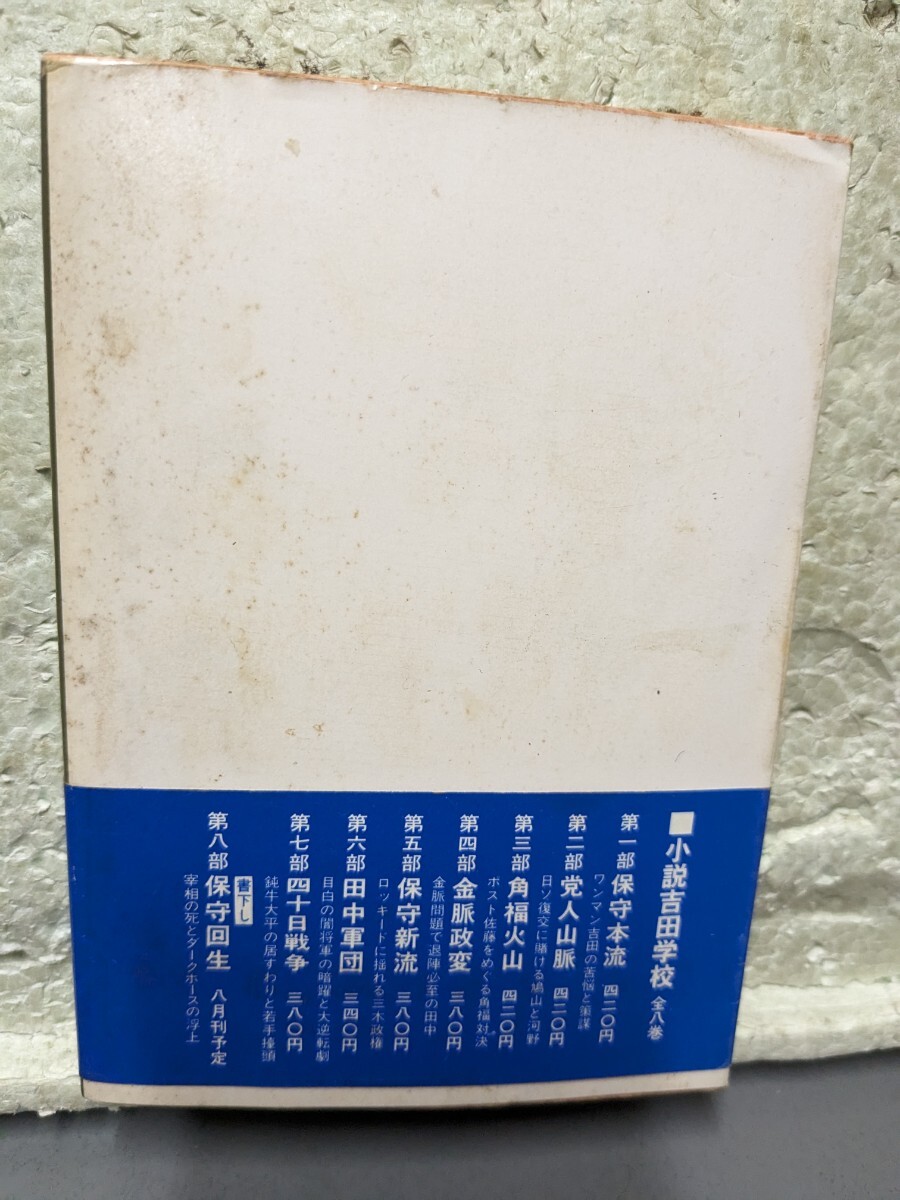 ■小説吉田学校 全八巻
第一部 保守本流 四二〇円
ワンマン吉田の苦悩と策謀
第二部 党人山脈 四二〇円
日ソ復交に賭ける鳩山と河野
第三部 角福火山 四二〇円
ポスト佐藤をめぐる角福対決
第四部 金脈政変 三八〇円
金脈問題で退陣必至の田中
第五部 保守新流 三八〇円
ロッキードに揺れる三木政権
第六部 田中軍団 三四〇円
目白の闇将軍の暗躍と大逆転劇
第七部 四十日戦争 三八〇円
鈍牛大平の居すわりと若手擡頭
第八部 書下し 保守回生 八月刊予定
宰相の死とダークホースの浮上